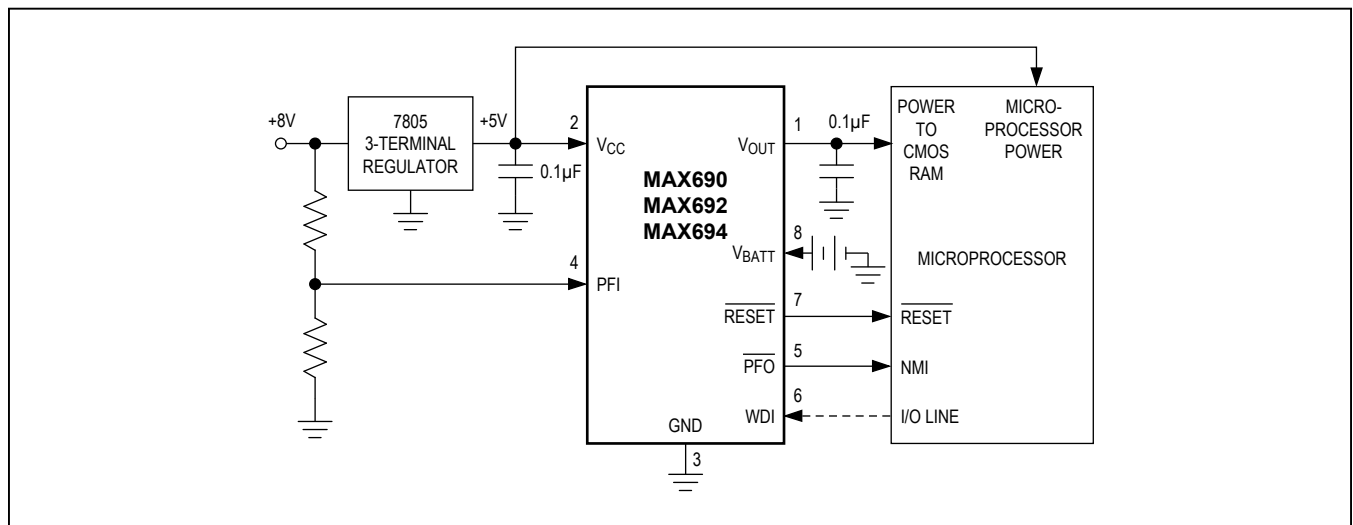 +8V
7805
3-TERMINAL
REGULATOR
+5V
0.1µF
2
VCC
4
PFI
MAX690
MAX692
MAX694
GND
3
1
VOUT
0.1µF
8
VBATT
7
RESET
5
PFO
6
WDI
POWER
TO
CMOS
RAM
MICRO-
PROCESSOR
POWER
MICROPROCESSOR
RESET
NMI
I/O LINE